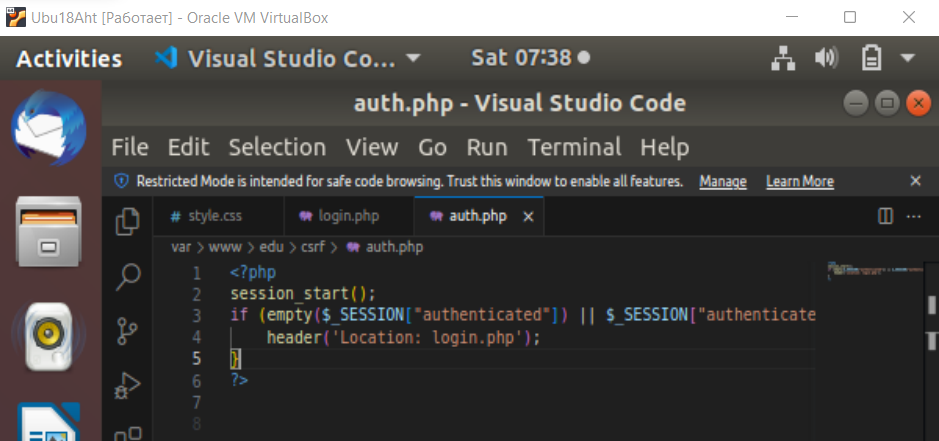 Ubu18Aht [Работает] - Oracle VM VirtualBox
Activities Visual Studio Co... Sat 07:38
auth.php - Visual Studio Code
File Edit Selection View Go Run Terminal Help
Restricted Mode is intended for safe code browsing. Trust this window to enable all features. Manage Learn More
# style.css login.php auth.php
var > www > edu > csrf > auth.php
1 <?php
2 session_start();
3 if (empty($_SESSION["authenticated"]) || $_SESSION["authenticate
4 header('Location: login.php');
5 }
6 ?>
7
8